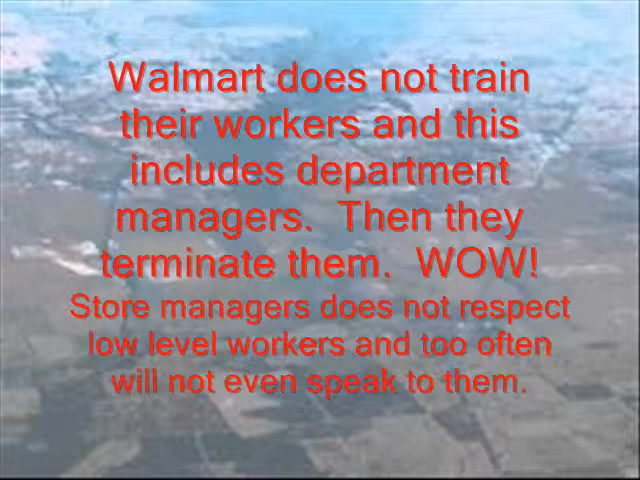 Walmart does not train
their workers and this
includes department
managers.  Then they
terminate them.  WOW!
Store managers does not respect
low level workers and too often
will not even speak to them.